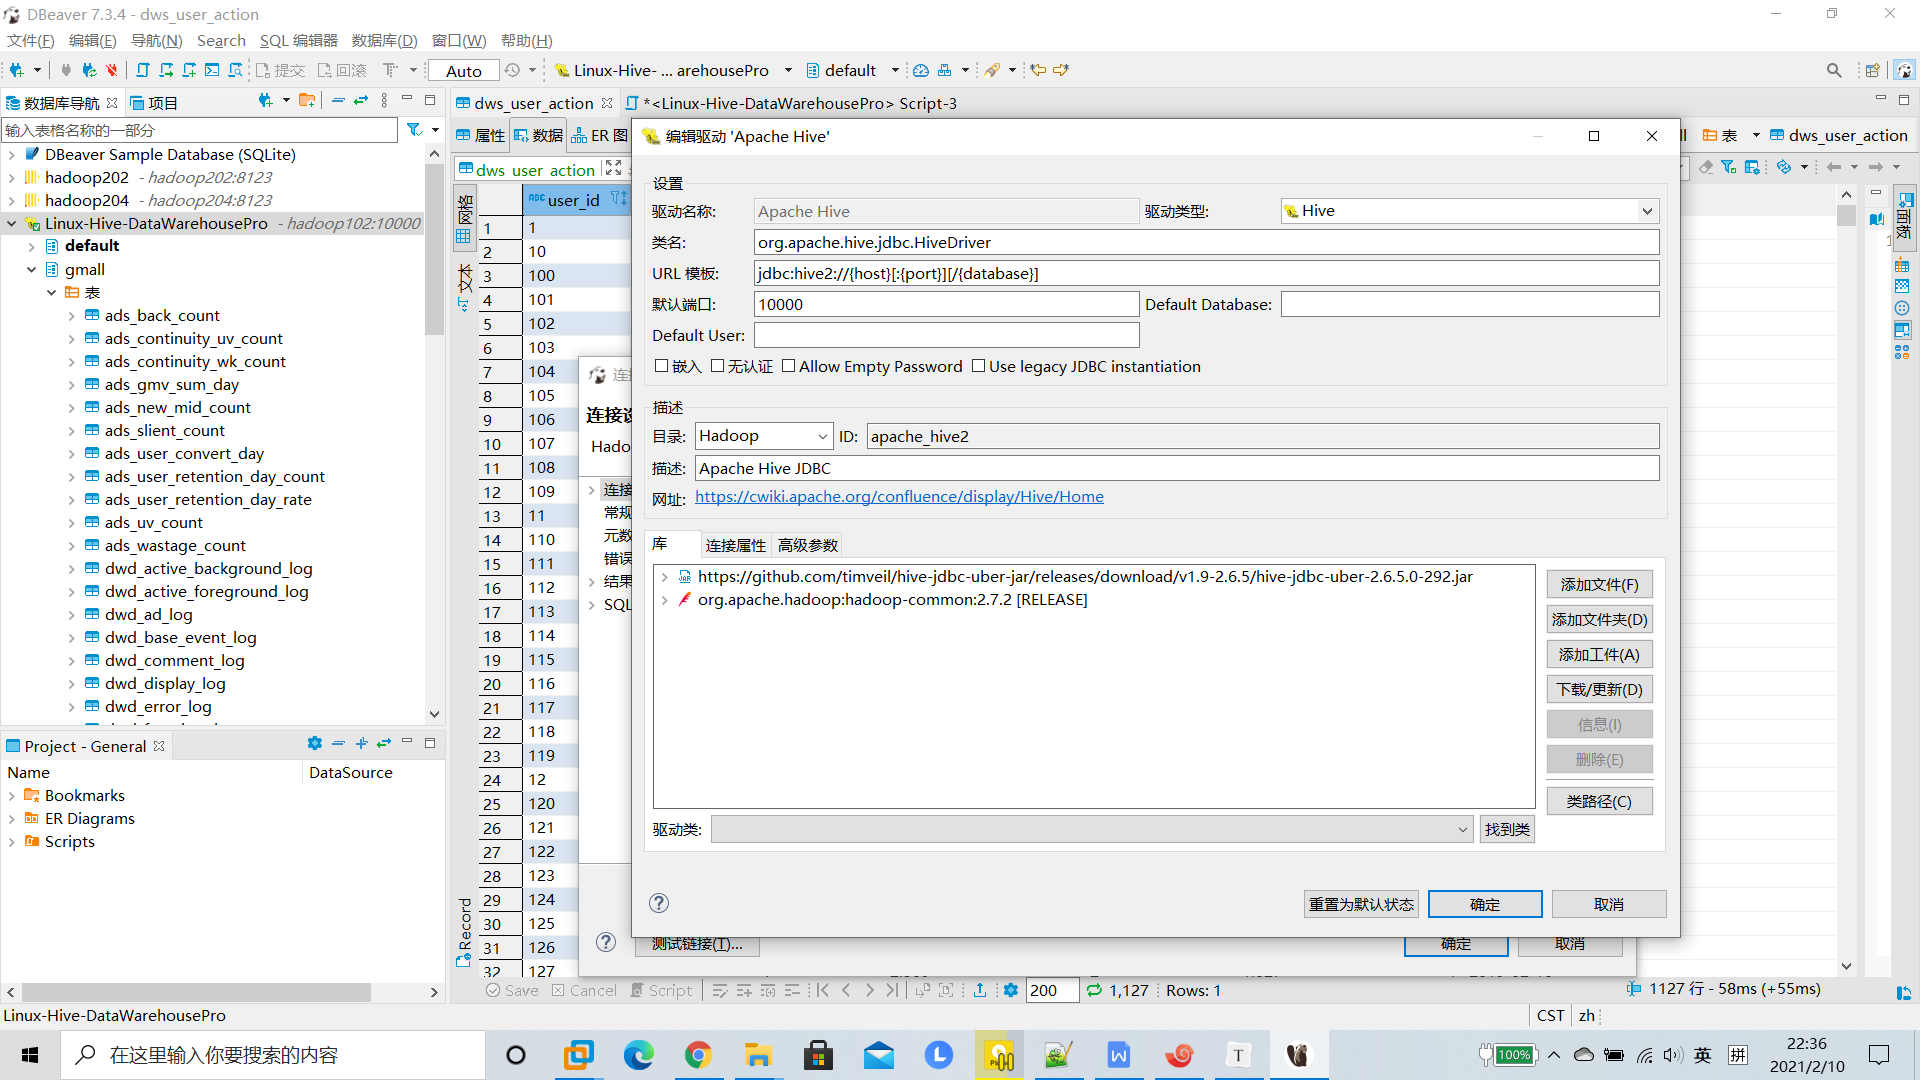 DBeaver 7.3.4 - dws_user_action
文件(F) 编辑(E) 导航(N) Search SQL 编辑器 数据库(D) 窗口(W) 帮助(H)
提交 回滚 Auto Linux-Hive- ... arehousePro default
数据库导航 项目
输入表格名称的一部分
DBeaver Sample Database (SQLite)
hadoop202 - hadoop202:8123
hadoop204 - hadoop204:8123
Linux-Hive-DataWarehousePro - hadoop102:10000
default
gmall
表
ads_back_count
ads_continuity_uv_count
ads_continuity_wk_count
ads_gmv_sum_day
ads_new_mid_count
ads_slient_count
ads_user_convert_day
ads_user_retention_day_count
ads_user_retention_day_rate
ads_uv_count
ads_wastage_count
dwd_active_background_log
dwd_active_foreground_log
dwd_ad_log
dwd_base_event_log
dwd_comment_log
dwd_display_log
dwd_error_log
Project - General
Name DataSource
Bookmarks
ER Diagrams
Scripts
dws_user_action *<Linux-Hive-DataWarehousePro> Script-3
属性 数据 ER 图
表 dws_user_action
dws_user_action
网格
文本
Record
面板
user_id
1 1
2 10
3 100
4 101
5 102
6 103
7 104
8 105
9 106
10 107
11 108
12 109
13 11
14 110
15 111
16 112
17 113
18 114
19 115
20 116
21 117
22 118
23 119
24 12
25 120
26 121
27 122
28 123
29 124
30 125
31 126
32 127
连接设
Hado
连接
常规
元数
错误
结果
SQL
测试链接(T)... 确定 取消
编辑驱动 'Apache Hive'
设置
驱动名称: Apache Hive 驱动类型: Hive
类名: org.apache.hive.jdbc.HiveDriver
URL 模板: jdbc:hive2://{host}[:{port}][/{database}]
默认端口: 10000 Default Database:
Default User:
嵌入 无认证 Allow Empty Password Use legacy JDBC instantiation
描述
目录: Hadoop ID: apache_hive2
描述: Apache Hive JDBC
网址: https://cwiki.apache.org/confluence/display/Hive/Home
库 连接属性 高级参数
https://github.com/timveil/hive-jdbc-uber-jar/releases/download/v1.9-2.6.5/hive-jdbc-uber-2.6.5.0-292.jar
org.apache.hadoop:hadoop-common:2.7.2 [RELEASE]
添加文件(F)
添加文件夹(D)
添加工件(A)
下载/更新(D)
信息(I)
删除(E)
类路径(C)
驱动类: 找到类
重置为默认状态 确定 取消
Save Cancel Script 200 1,127 Rows: 1 1127 行 - 58ms (+55ms)
Linux-Hive-DataWarehousePro CST zh
在这里输入你要搜索的内容
100% 英 拼 22:36
2021/2/10